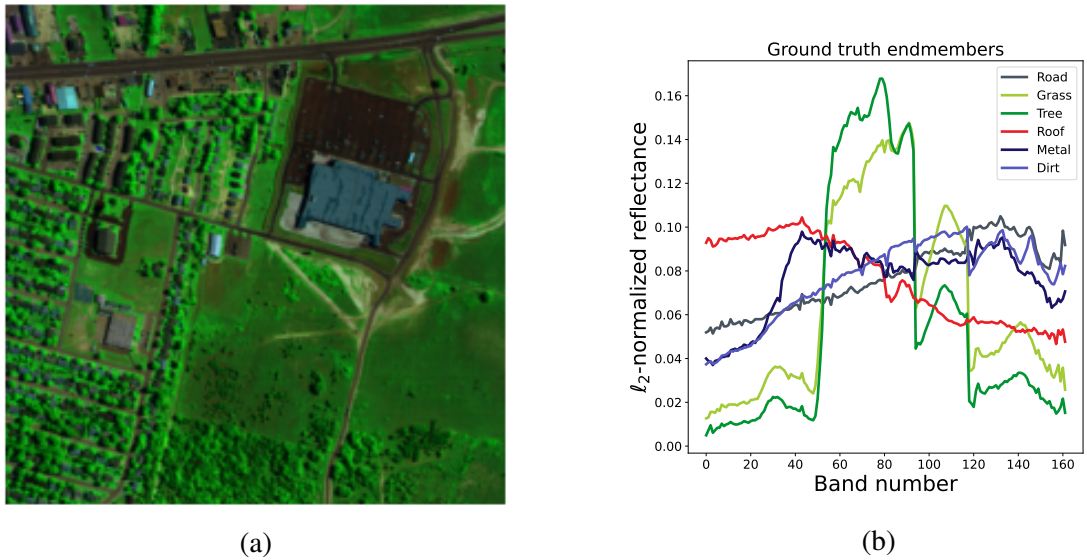 Ground truth endmembers
ℓ₂-normalized reflectance
0.16
0.14
0.12
0.10
0.08
0.06
0.04
0.02
0.00
Road
Grass
Tree
Roof
Metal
Dirt
0 20 40 60 80 100 120 140 160
Band number
(a)
(b)